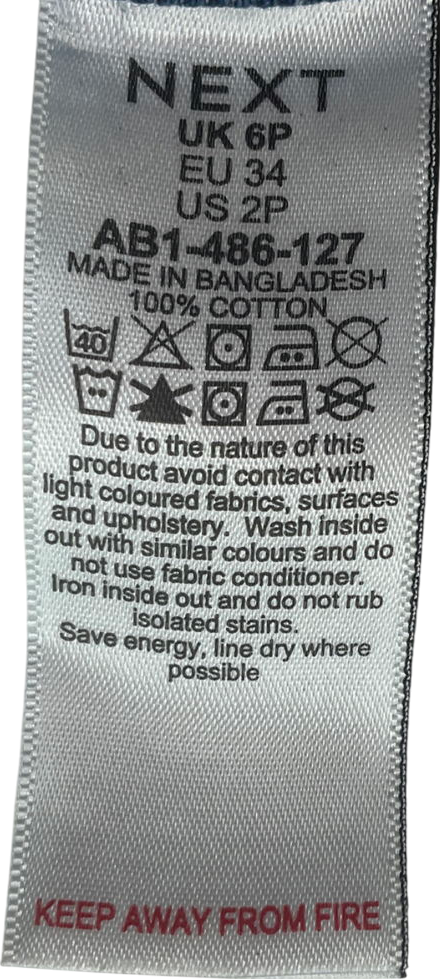 NEXT
UK 6P
EU 34
US 2P
AB1-486-127
MADE IN BANGLADESH
100% COTTON
40
Due to the nature of this
product avoid contact with
light coloured fabrics, surfaces
and upholstery. Wash inside
out with similar colours and do
not use fabric conditioner.
Iron inside out and do not rub
isolated stains.
Save energy, line dry where
possible
KEEP AWAY FROM FIRE